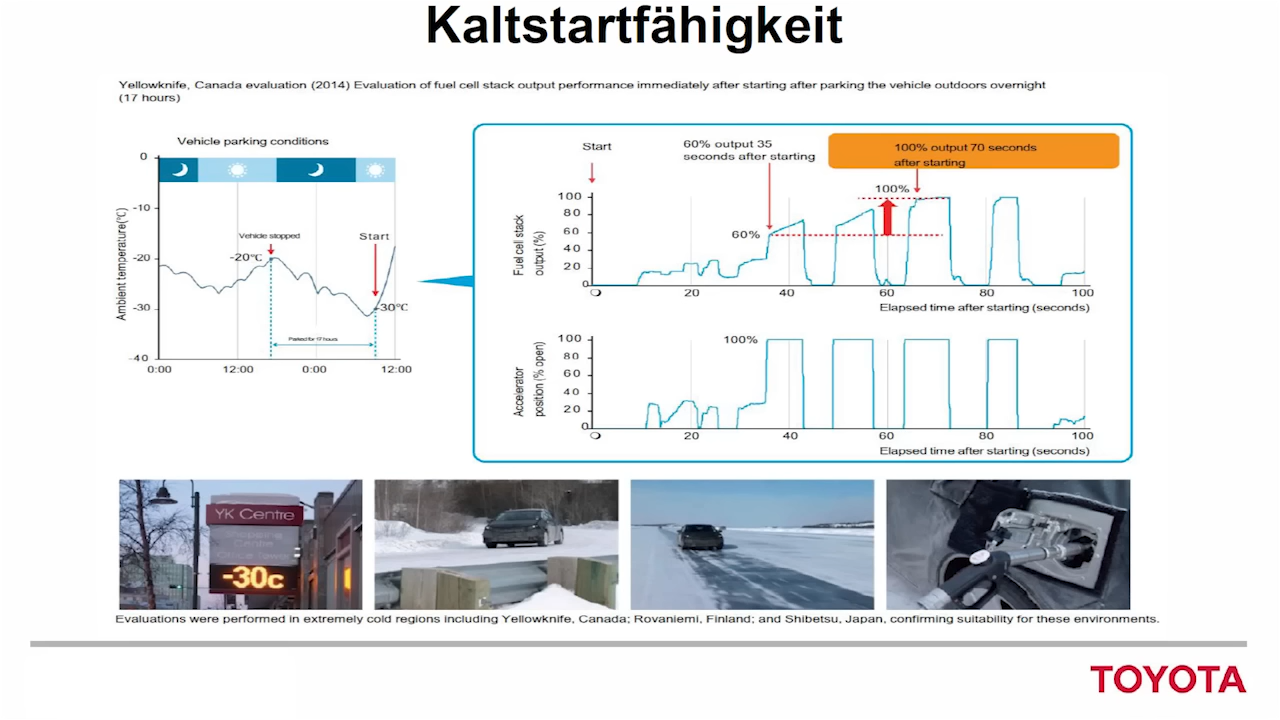 Kaltstartfähigkeit
Yellowknife, Canada evaluation (2014) Evaluation of fuel cell stack output performance immediately after starting after parking the vehicle outdoors overnight
(17 hours)
Vehicle parking conditions
0
-10
-20
-30
-40
Ambient temperature(℃)
Vehicle stopped
Start
-20℃
-30℃
Parked for 17 hours
0:00
12:00
0:00
12:00
Start
60% output 35
seconds after starting
100% output 70 seconds
after starting
Fuel cell stack
output (%)
100
80
60
40
20
0
60%
100%
0
20
40
60
80
100
Elapsed time after starting (seconds)
Accelerator
position (% open)
100
80
60
40
20
0
100%
0
20
40
60
80
100
Elapsed time after starting (seconds)
YK Centre
Shopping
Centre
Office Tower
-30c
Evaluations were performed in extremely cold regions including Yellowknife, Canada; Rovaniemi, Finland; and Shibetsu, Japan, confirming suitability for these environments.
TOYOTA